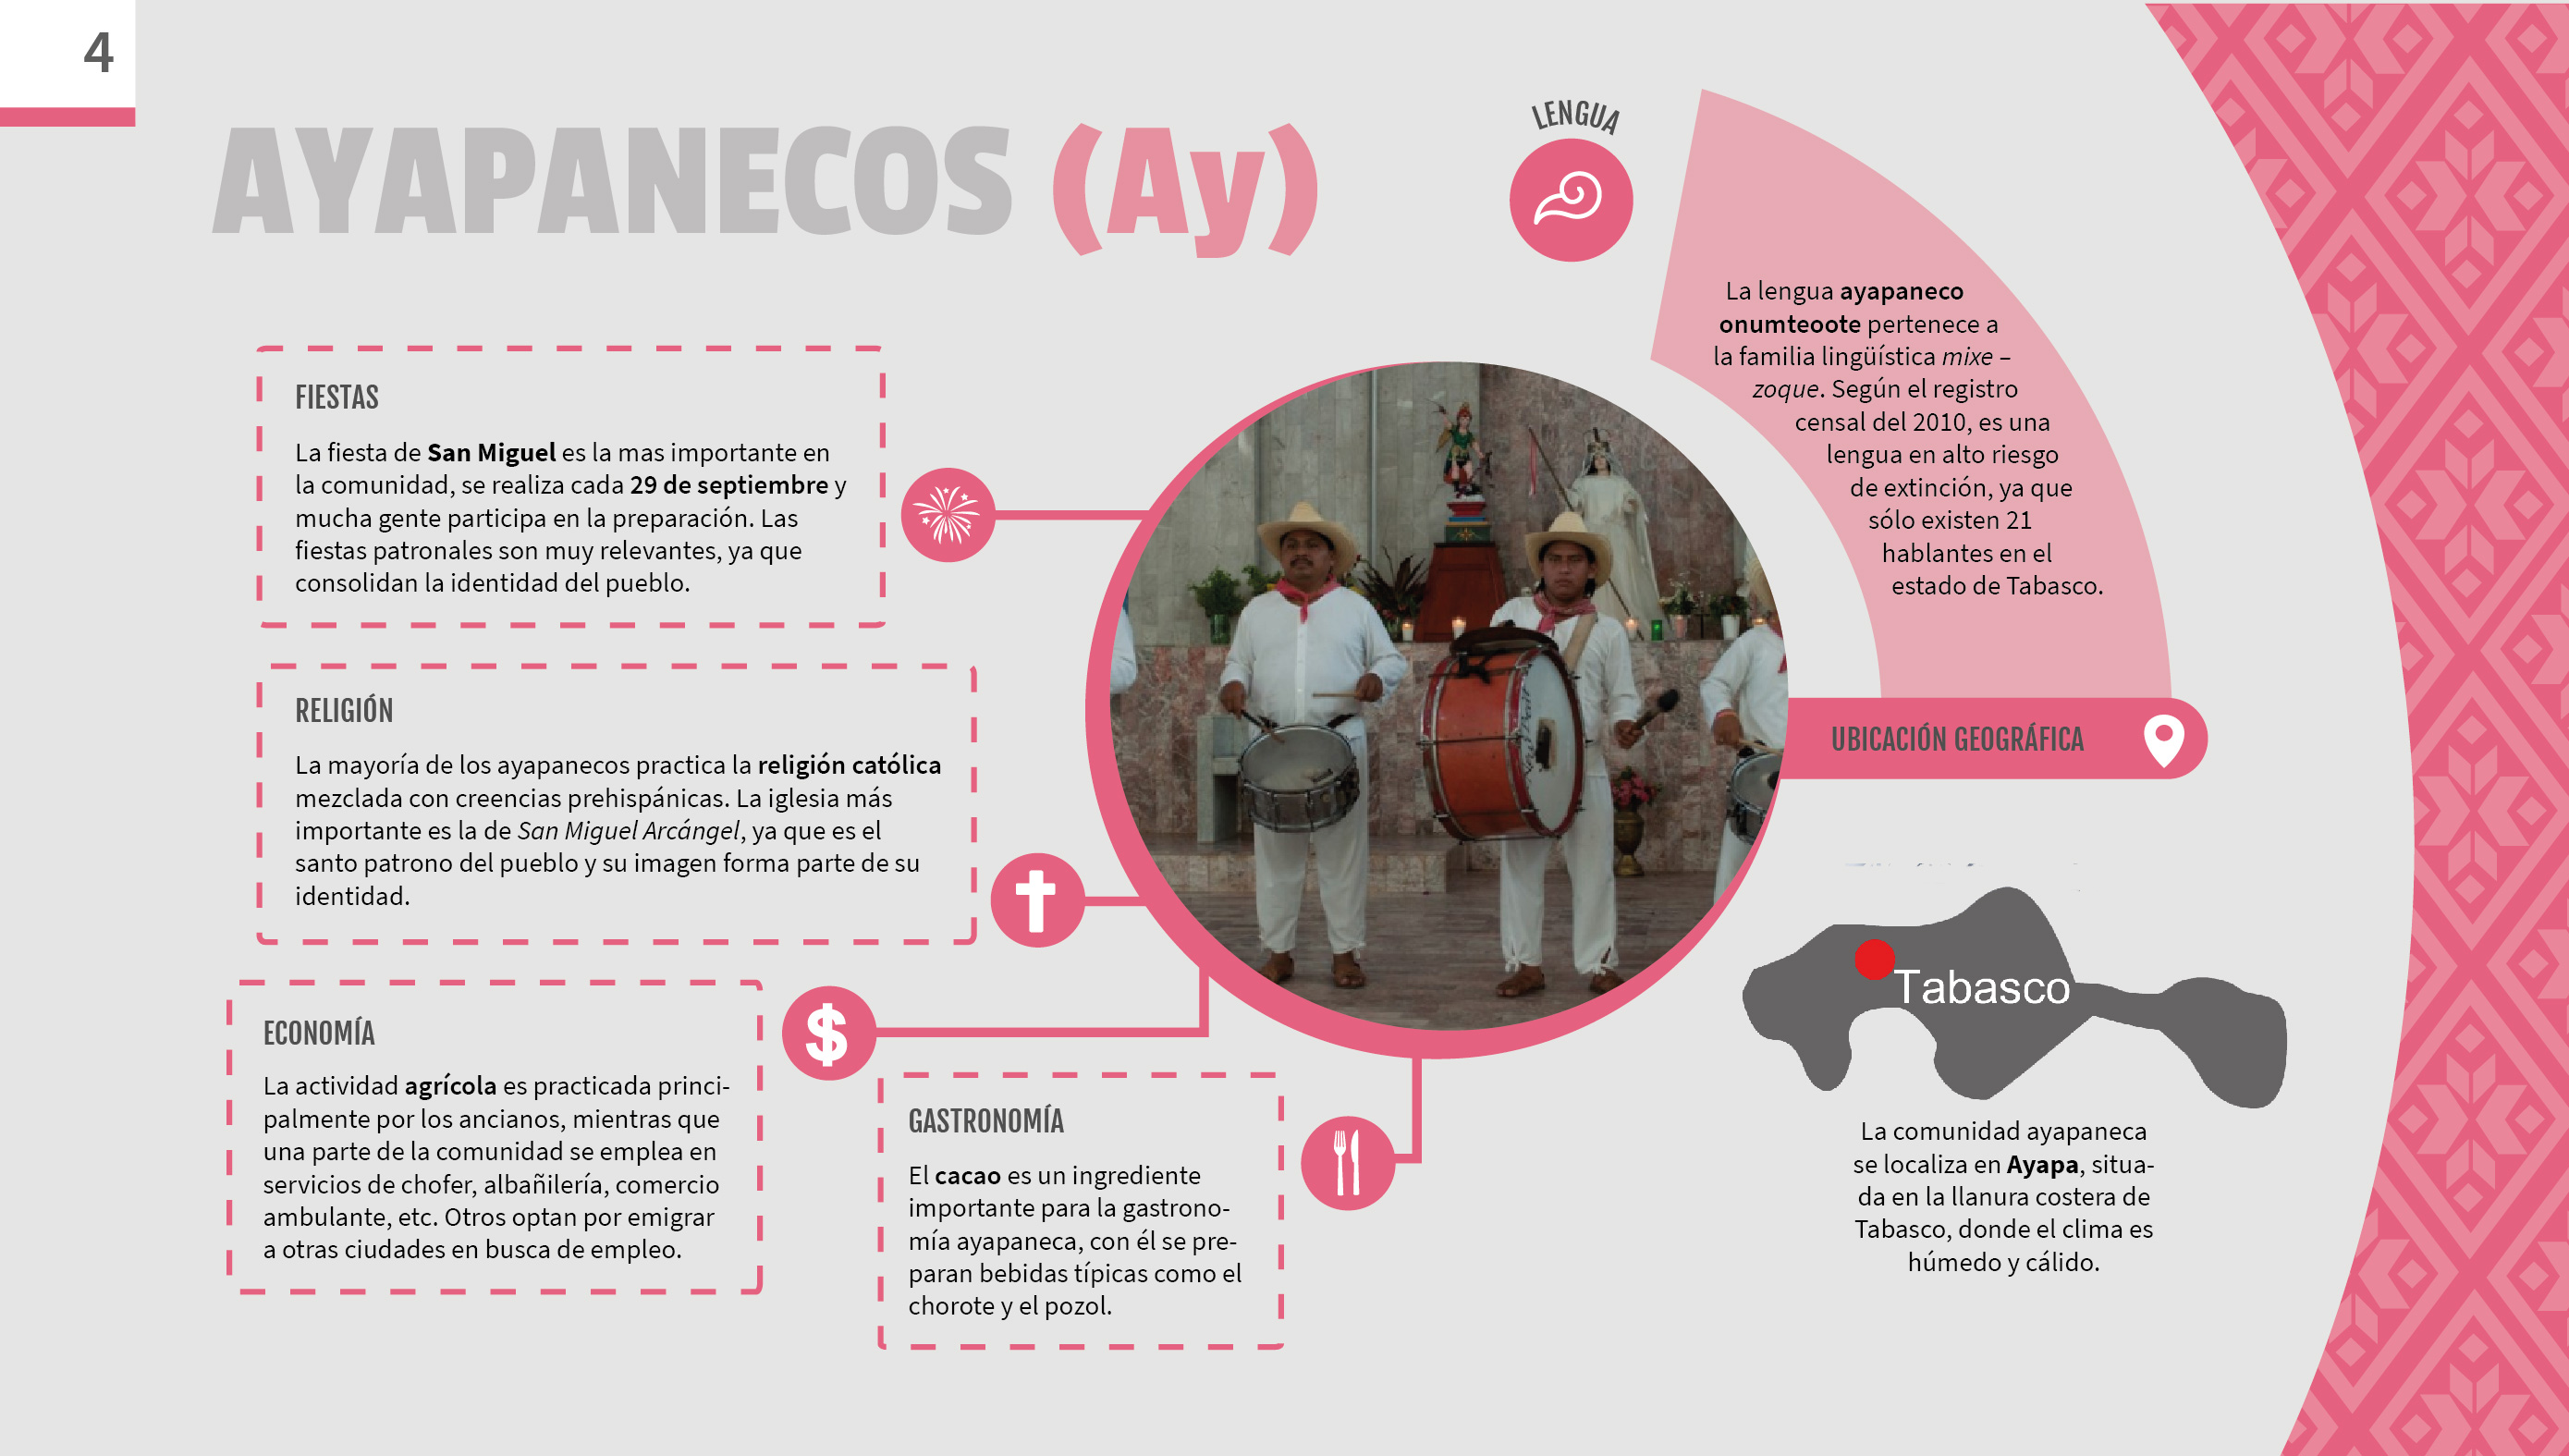 4
AYAPANECOS (Ay)
LENGUA
La lengua ayapaneco
onumteoote pertenece a
la familia lingüística mixe –
zoque. Según el registro
censal del 2010, es una
lengua en alto riesgo
de extinción, ya que
sólo existen 21
hablantes en el
estado de Tabasco.
FIESTAS
La fiesta de San Miguel es la mas importante en
la comunidad, se realiza cada 29 de septiembre y
mucha gente participa en la preparación. Las
fiestas patronales son muy relevantes, ya que
consolidan la identidad del pueblo.
RELIGIÓN
La mayoría de los ayapanecos practica la religión católica
mezclada con creencias prehispánicas. La iglesia más
importante es la de San Miguel Arcángel, ya que es el
santo patrono del pueblo y su imagen forma parte de su
identidad.
ECONOMÍA
La actividad agrícola es practicada princi-
palmente por los ancianos, mientras que
una parte de la comunidad se emplea en
servicios de chofer, albañilería, comercio
ambulante, etc. Otros optan por emigrar
a otras ciudades en busca de empleo.
GASTRONOMÍA
El cacao es un ingrediente
importante para la gastrono-
mía ayapaneca, con él se pre-
paran bebidas típicas como el
chorote y el pozol.
UBICACIÓN GEOGRÁFICA
Tabasco
La comunidad ayapaneca
se localiza en Ayapa, situa-
da en la llanura costera de
Tabasco, donde el clima es
húmedo y cálido.